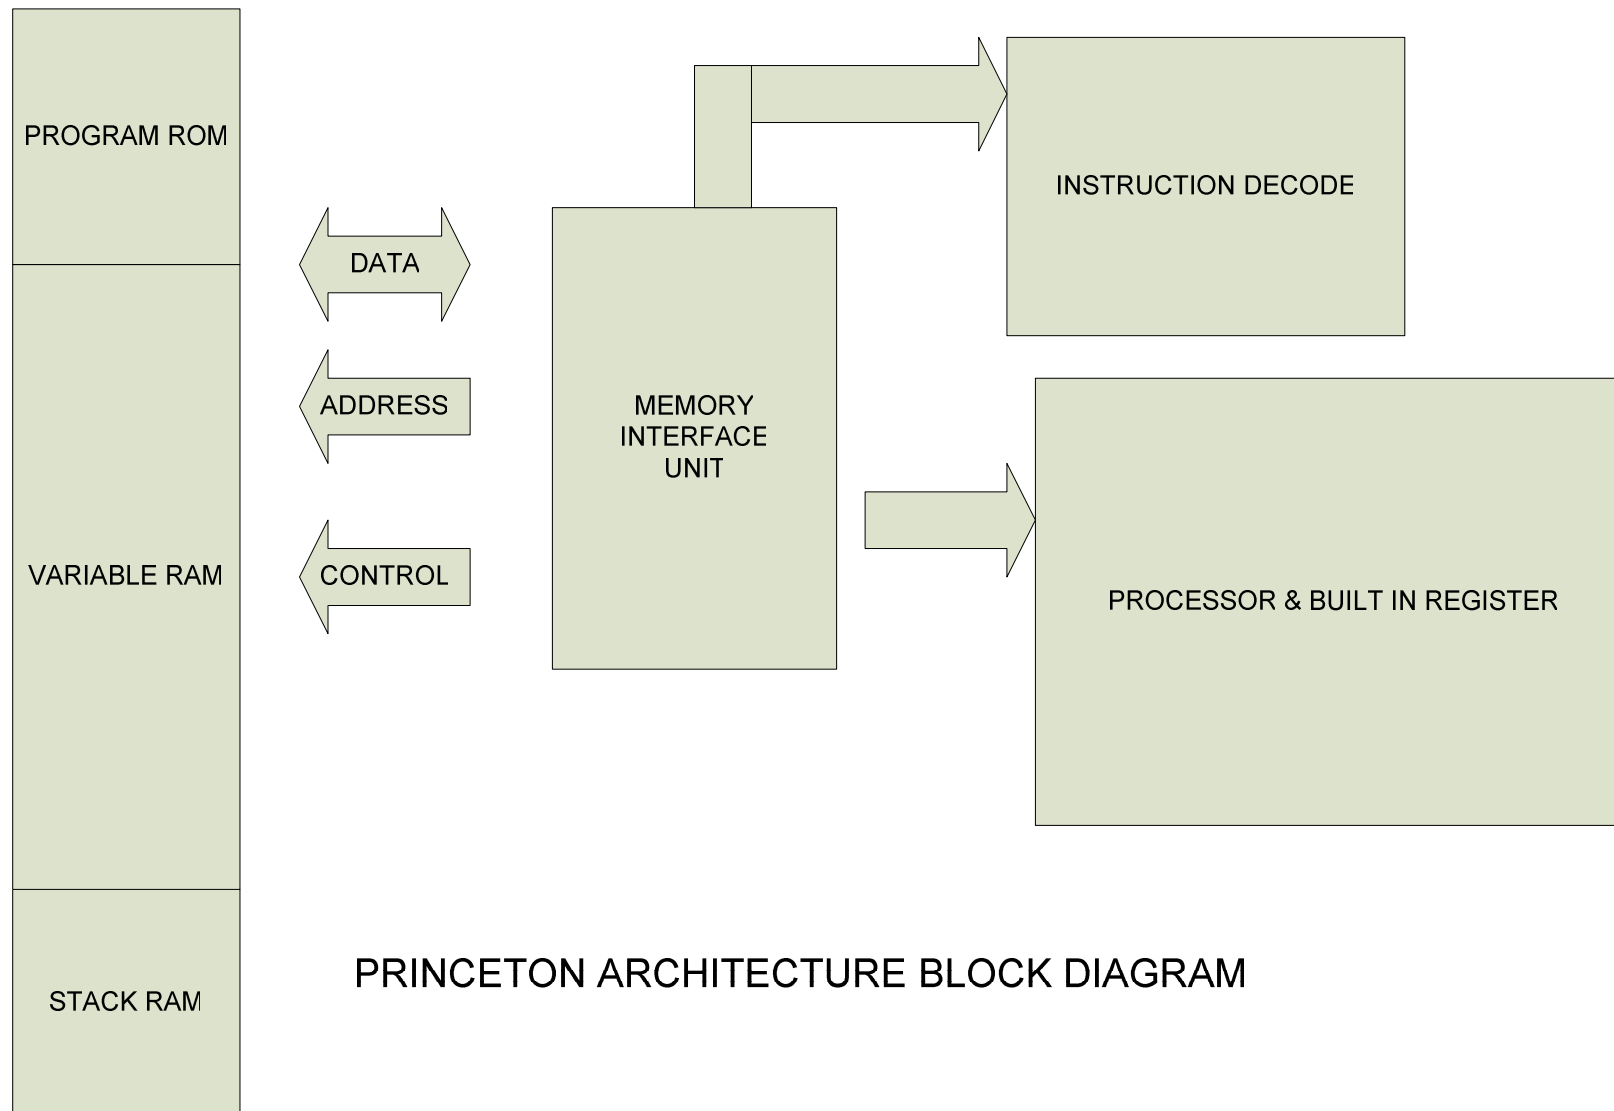 PROGRAM ROM
INSTRUCTION DECODE
DATA
ADDRESS
MEMORY
INTERFACE
UNIT
VARIABLE RAM
CONTROL
PROCESSOR & BUILT IN REGISTER
PRINCETON ARCHITECTURE BLOCK DIAGRAM
STACK RAM